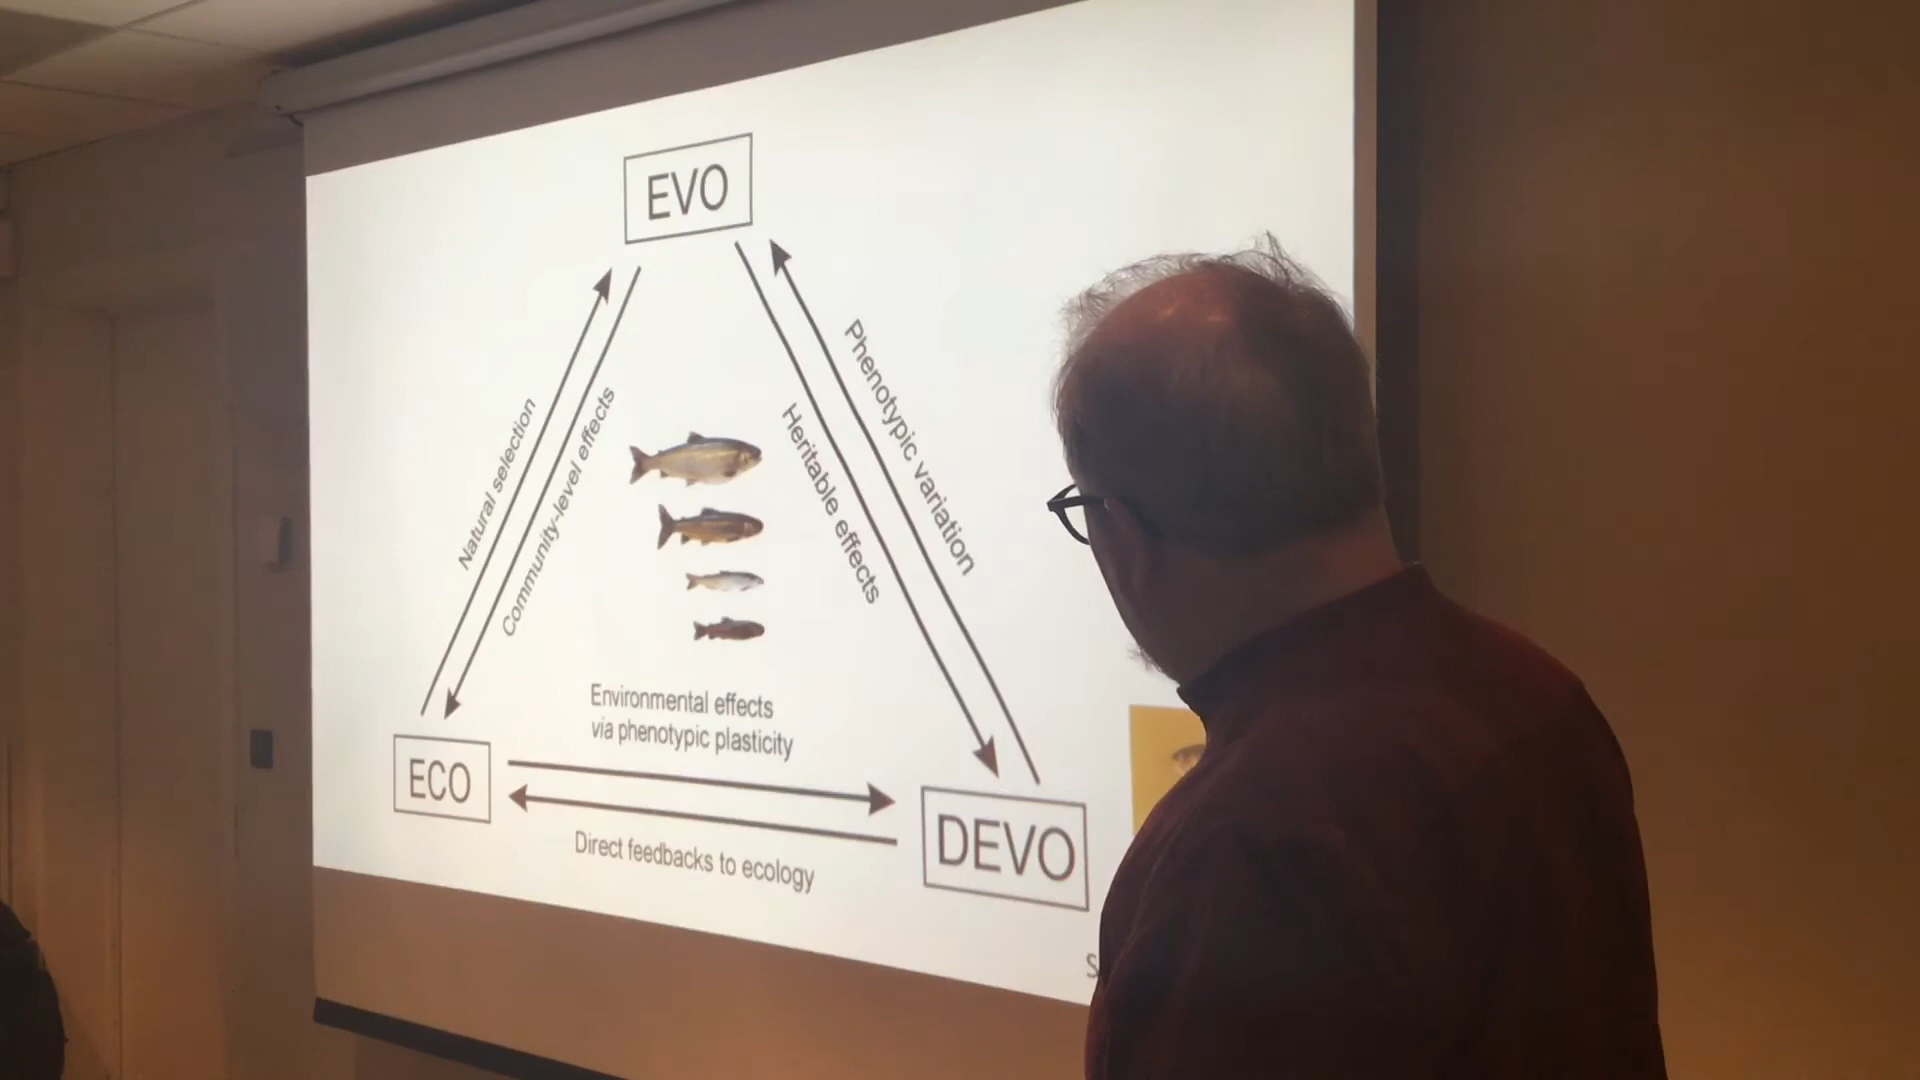 EVO
Natural selection
Community-level effects
Heritable effects
Phenotypic variation
Environmental effects
via phenotypic plasticity
ECO
DEVO
Direct feedbacks to ecology